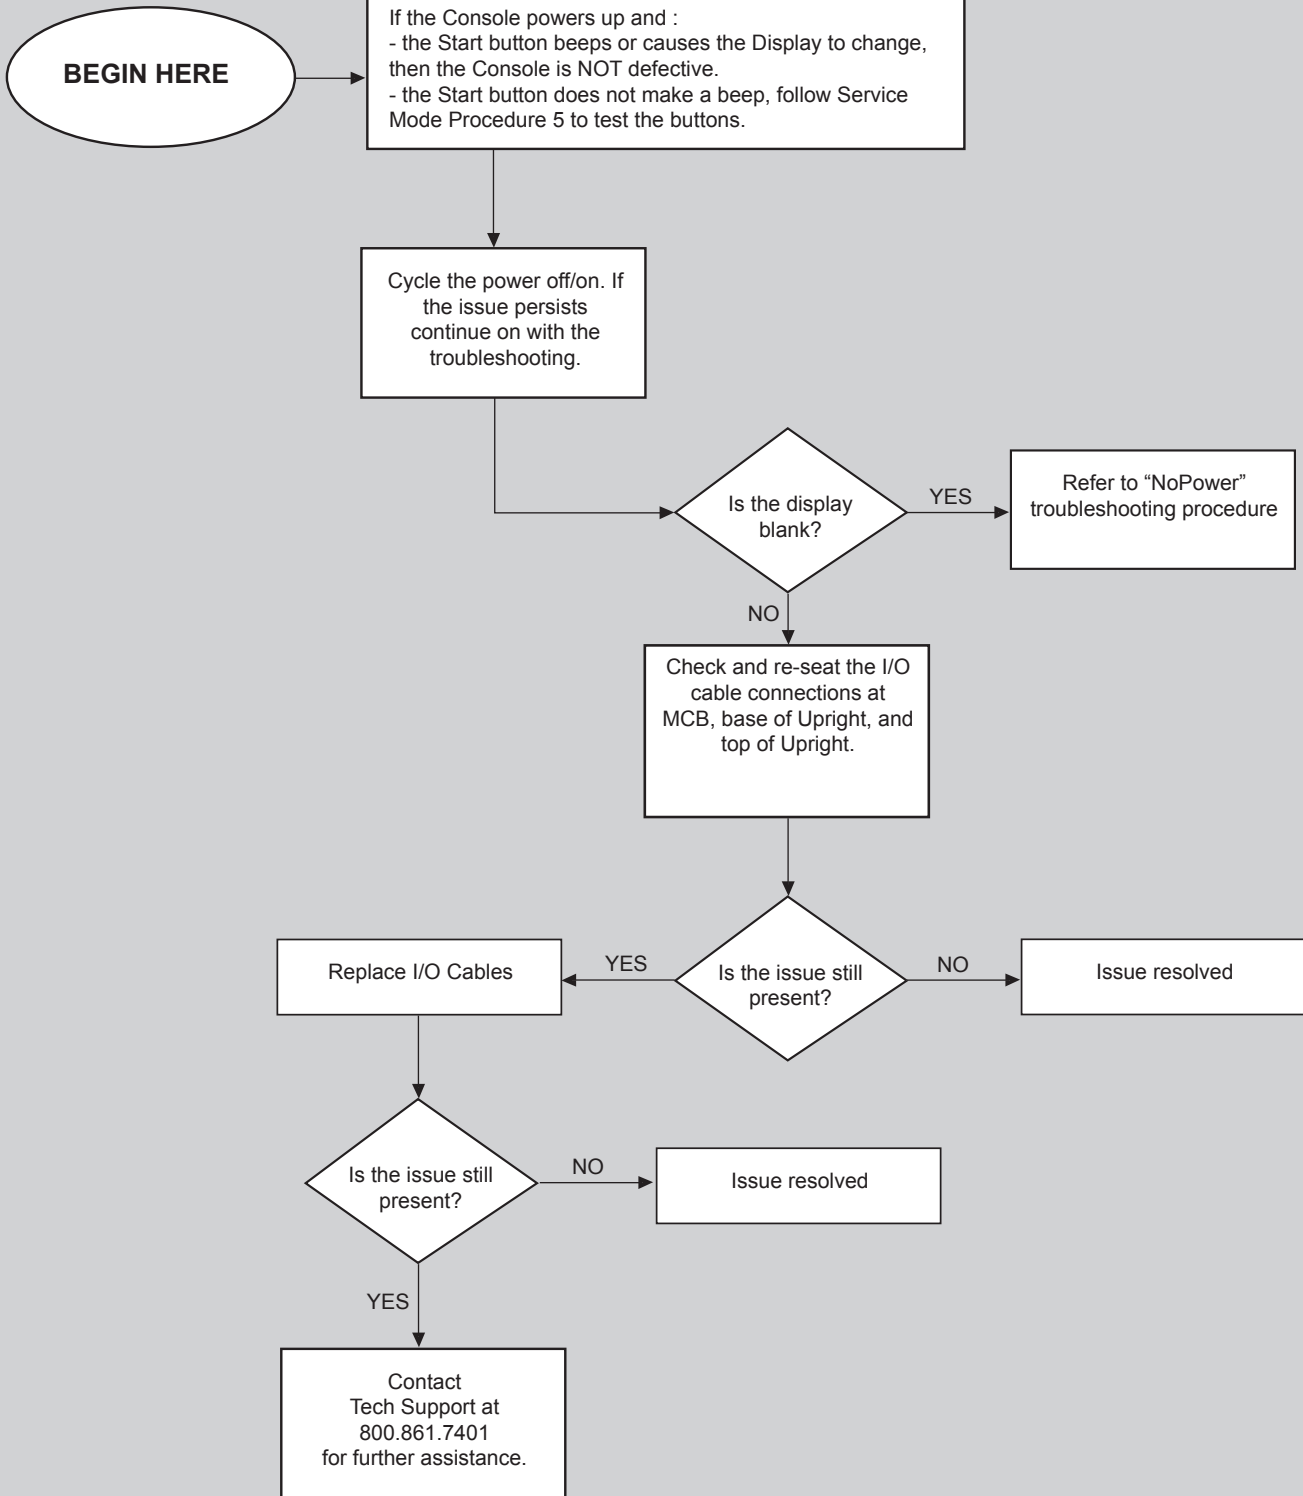 BEGIN HERE
If the Console powers up and :
- the Start button beeps or causes the Display to change,
then the Console is NOT defective.
- the Start button does not make a beep, follow Service
Mode Procedure 5 to test the buttons.
Cycle the power off/on. If
the issue persists
continue on with the
troubleshooting.
Is the display
blank?
YES
Refer to “NoPower”
troubleshooting procedure
NO
Check and re-seat the I/O
cable connections at
MCB, base of Upright, and
top of Upright.
Is the issue still
present?
YES
Replace I/O Cables
NO
Issue resolved
Is the issue still
present?
NO
Issue resolved
YES
Contact
Tech Support at
800.861.7401
for further assistance.